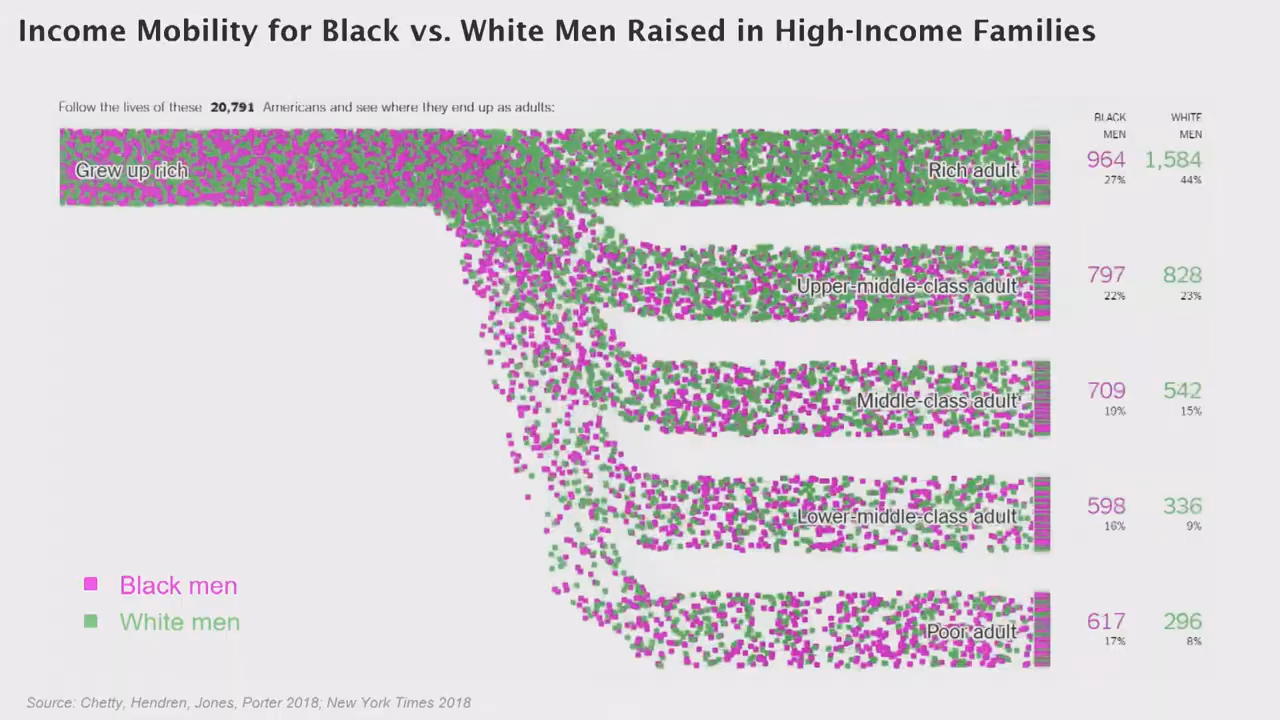 Income Mobility for Black vs. White Men Raised in High-Income Families
Follow the lives of these 20,791 Americans and see where they end up as adults:
BLACK MEN WHITE MEN
Grew up rich
Rich adult
964 1,584
27% 44%
Upper-middle-class adult
797 828
22% 23%
Middle-class adult
709 542
19% 15%
Lower-middle-class adult
598 336
16% 9%
Poor adult
617 296
17% 8%
Black men
White men
Source: Chetty, Hendren, Jones, Porter 2018; New York Times 2018